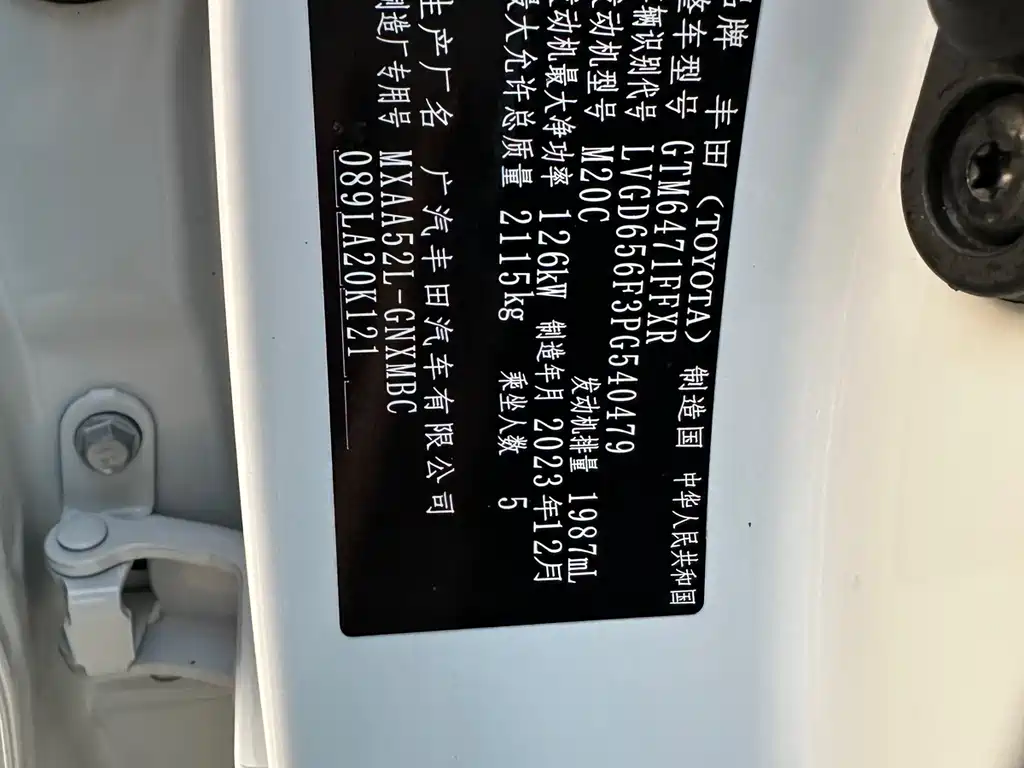 品牌 丰田（TOYOTA） 制造国 中华人民共和国
整车型号 GTM6471FFXR
车辆识别代号 LVGD656F3PG540479
发动机型号 M20C 发动机排量 1987mL
发动机最大净功率 126kW 制造年月 2023年12月
最大允许总质量 2115kg 乘坐人数 5
生产厂名 广汽丰田汽车有限公司
制造厂专用号 MXAA52L-GNXMBC
089LA20K121